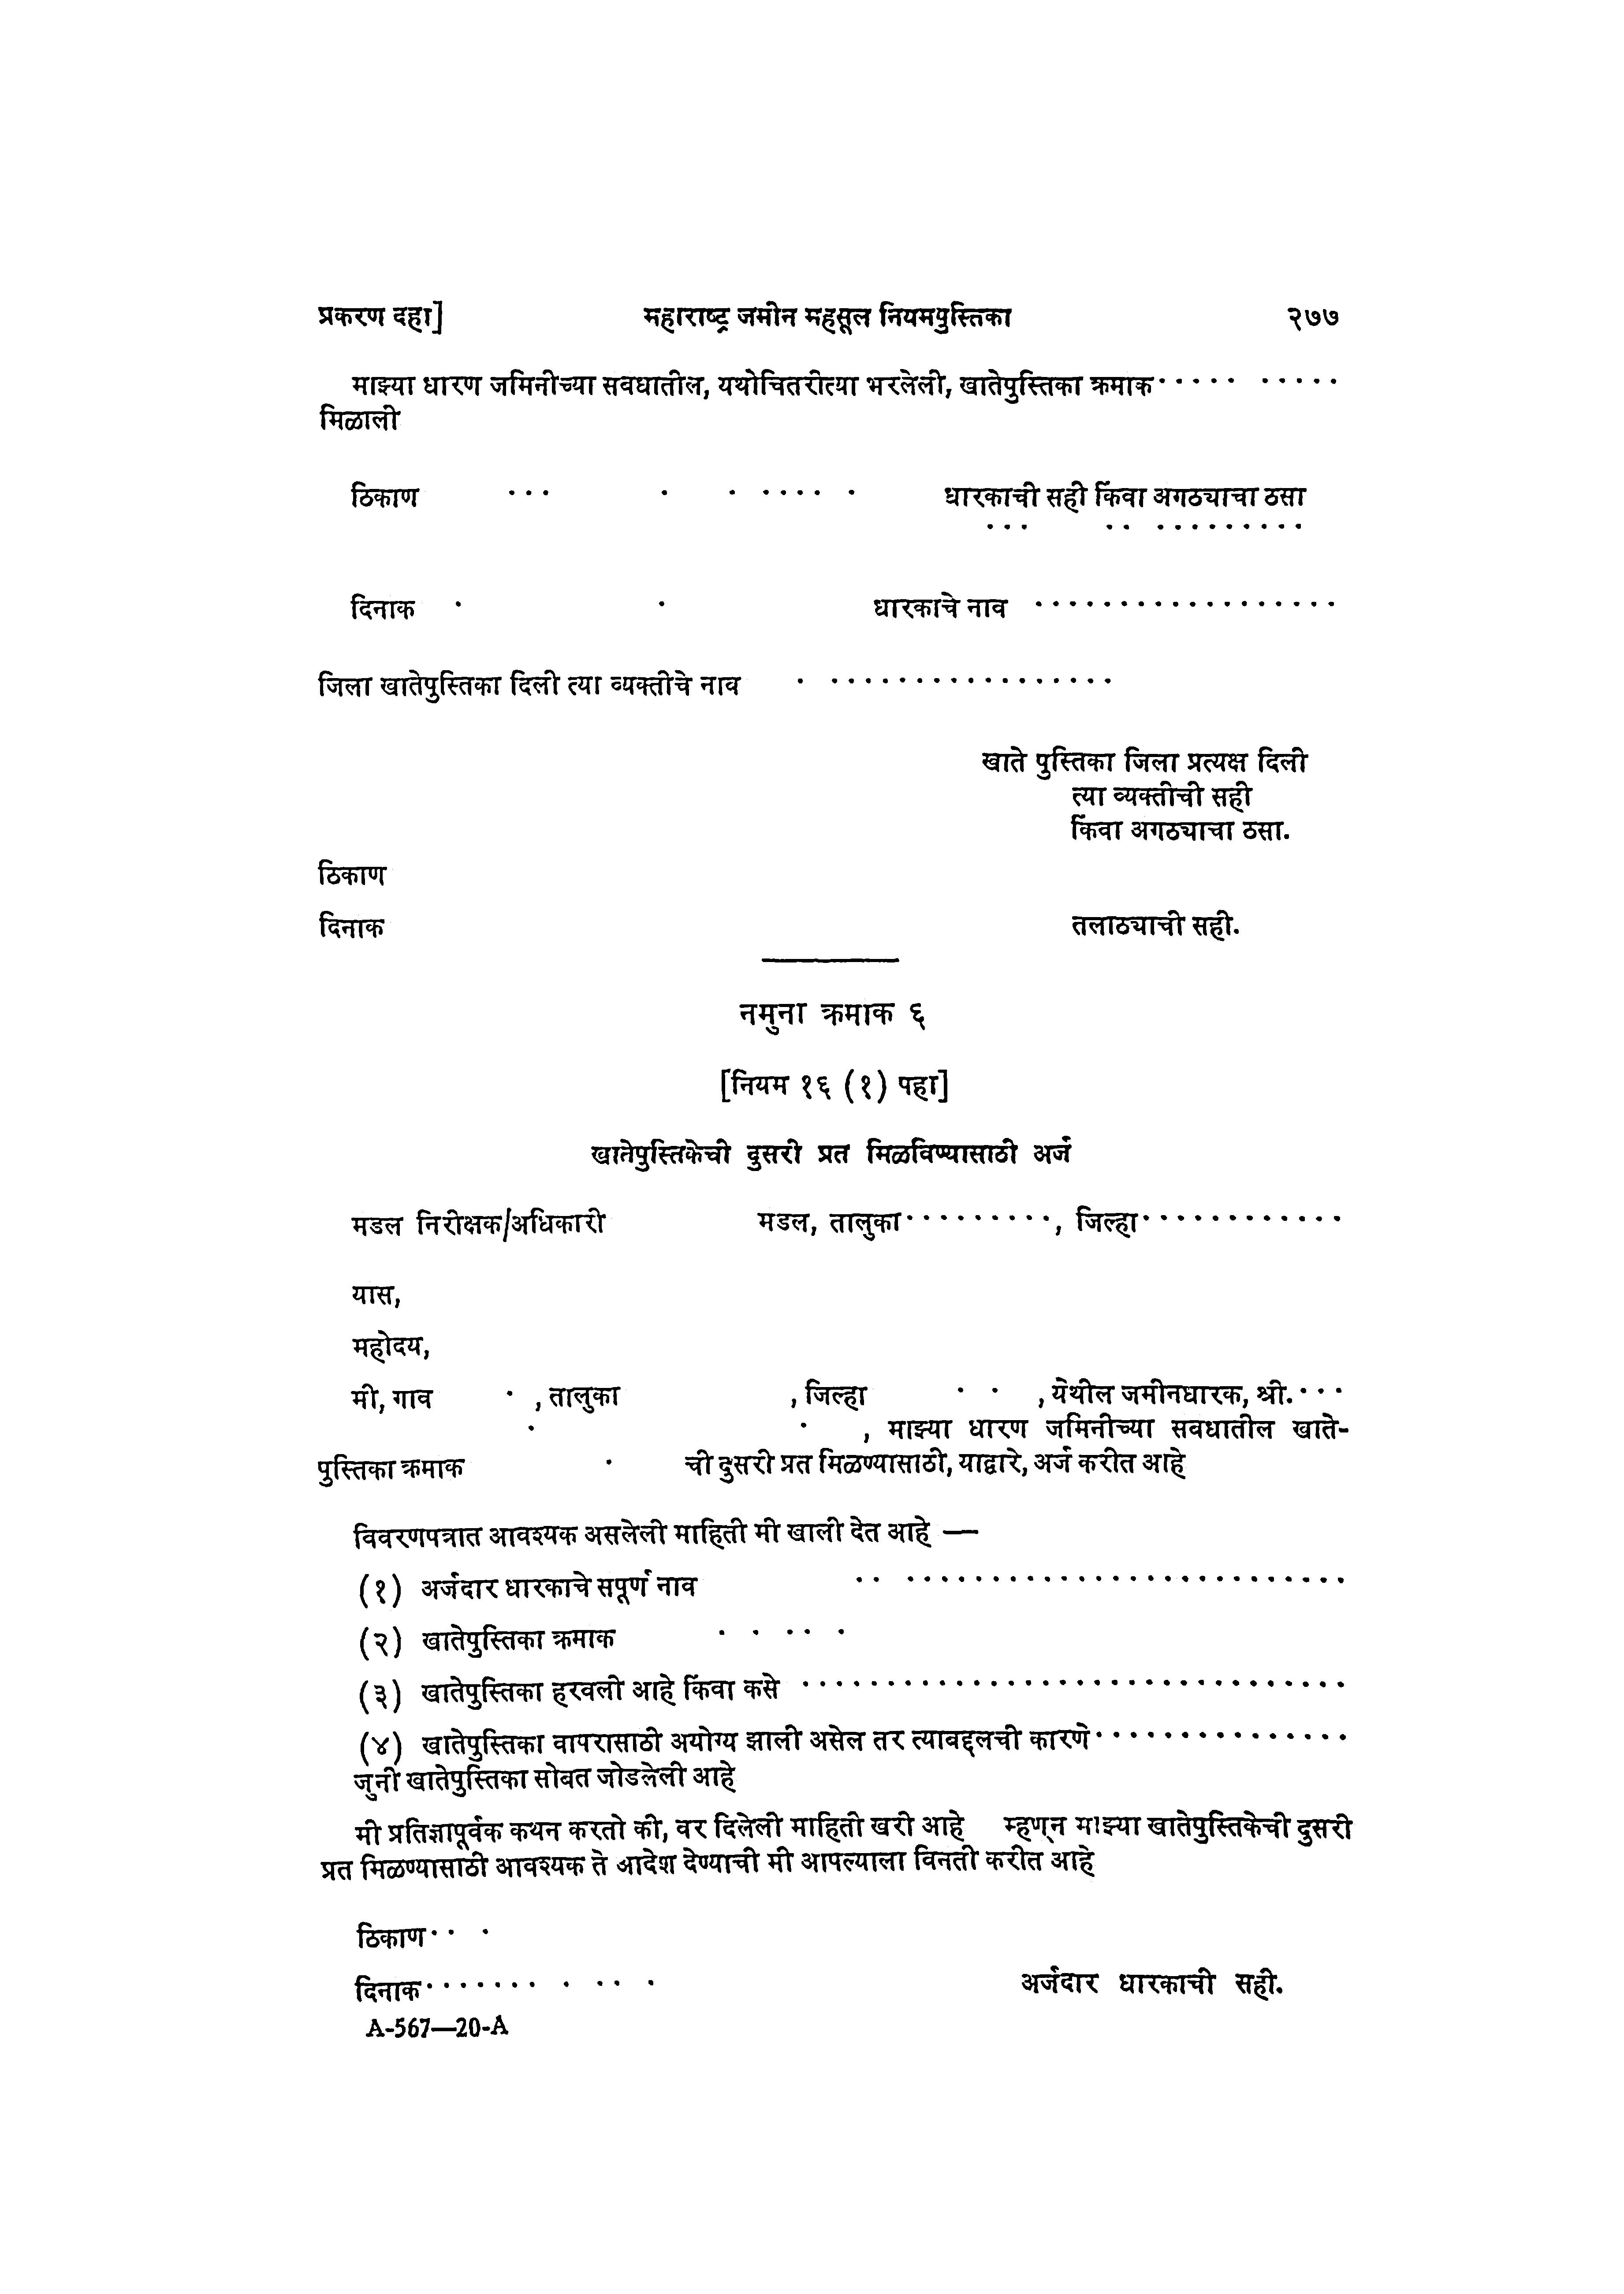 प्रकरण दहा] महाराष्ट्र जमीन महसूल नियमपुस्तिका २७७
माझ्या धारण जमिनीच्या सवधातील, यथोचितरीत्या भरलेली, खातेपुस्तिका क्रमाक····· ·····
मिळाली
ठिकाण ··· · · ···· · धारकाची सही किंवा अगठ्याचा ठसा
··· ·· ·········
दिनाक · · धारकाचे नाव ··················
जिला खातेपुस्तिका दिली त्या व्यक्तीचे नाव · ·················
खाते पुस्तिका जिला प्रत्यक्ष दिली
त्या व्यक्तीची सही
किंवा अगठ्याचा ठसा.
ठिकाण
दिनाक तलाठ्याची सही.
नमुना क्रमाक ६
[नियम १६ (१) पहा]
खातेपुस्तिकेची दुसरी प्रत मिळविण्यासाठी अर्ज
मडल निरीक्षक/अधिकारी मडल, तालुका·········, जिल्हा············
यास,
महोदय,
मी, गाव · , तालुका , जिल्हा · · , येथील जमीनधारक, श्री.···
· · , माझ्या धारण जमिनीच्या सवधातील खाते-
पुस्तिका क्रमाक · ची दुसरी प्रत मिळण्यासाठी, याद्वारे, अर्ज करीत आहे
विवरणपत्रात आवश्यक असलेली माहिती मी खाली देत आहे —
(१) अर्जदार धारकाचे सपूर्ण नाव ·· ··························
(२) खातेपुस्तिका क्रमाक · · ·· ·
(३) खातेपुस्तिका हरवली आहे किंवा कसे ································
(४) खातेपुस्तिका वापरासाठी अयोग्य झाली असेल तर त्याबद्दलची कारणे···············
जुनी खातेपुस्तिका सोबत जोडलेली आहे
मी प्रतिज्ञापूर्वक कथन करतो की, वर दिलेली माहिती खरी आहे म्हणून माझ्या खातेपुस्तिकेची दुसरी
प्रत मिळण्यासाठी आवश्यक ते आदेश देण्याची मी आपल्याला विनती करीत आहे
ठिकाण·· ·
दिनाक······· · ·· · अर्जदार धारकाची सही.
A-567—20-A